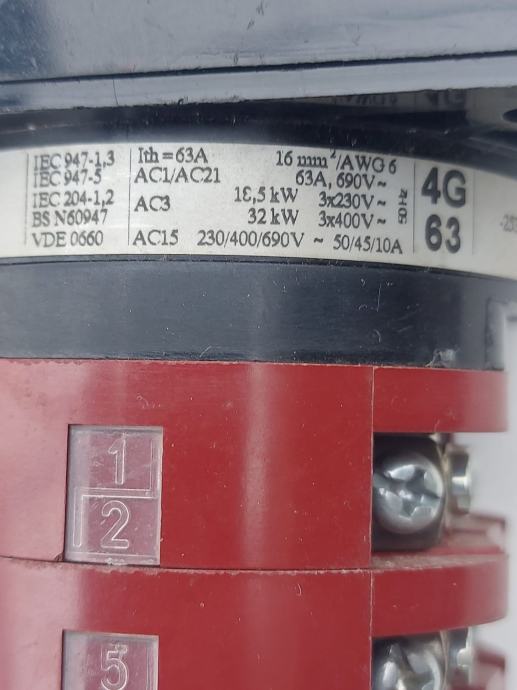 IEC 947-1,3
IEC 947-5
IEC 204-1,2
BS N60947
VDE 0660
Ith=63A 16 mm²/AWG 6
AC1/AC21 63A, 690V~
AC3 18,5 kW 3x230V~
32 kW 3x400V~
50Hz
AC15 230/400/690V ~ 50/45/10A
4G
63
1
2
5